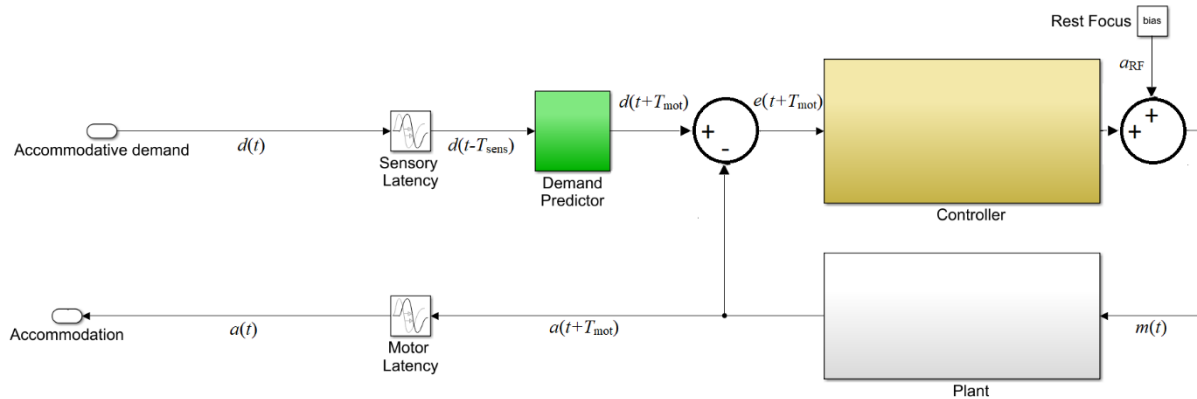 Rest Focus
bias
aRF
d(t+Tmot)
e(t+Tmot)
+
-
+
+
Accommodative demand
d(t)
Sensory
Latency
d(t-Tsens)
Demand
Predictor
Controller
Accommodation
a(t)
Motor
Latency
a(t+Tmot)
Plant
m(t)